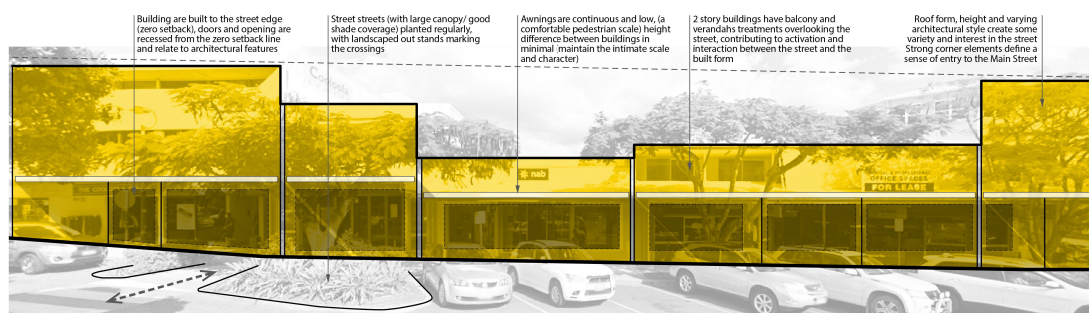 Building are built to the street edge
(zero setback), doors and opening are
recessed from the zero setback line
and relate to architectural features
Street streets (with large canopy/ good
shade coverage) planted regularly,
with landscaped out stands marking
the crossings
Awnings are continuous and low, (a
comfortable pedestrian scale) height
difference between buildings in
minimal (maintain the intimate scale
and character)
2 story buildings have balcony and
verandahs treatments overlooking the
street, contributing to activation and
interaction between the street and the
built form
Roof form, height and varying
architectural style create some
variety and interest in the street
Strong corner elements define a
sense of entry to the Main Street
nab
PROFESSIONAL
OFFICE SPACES
FOR LEASE